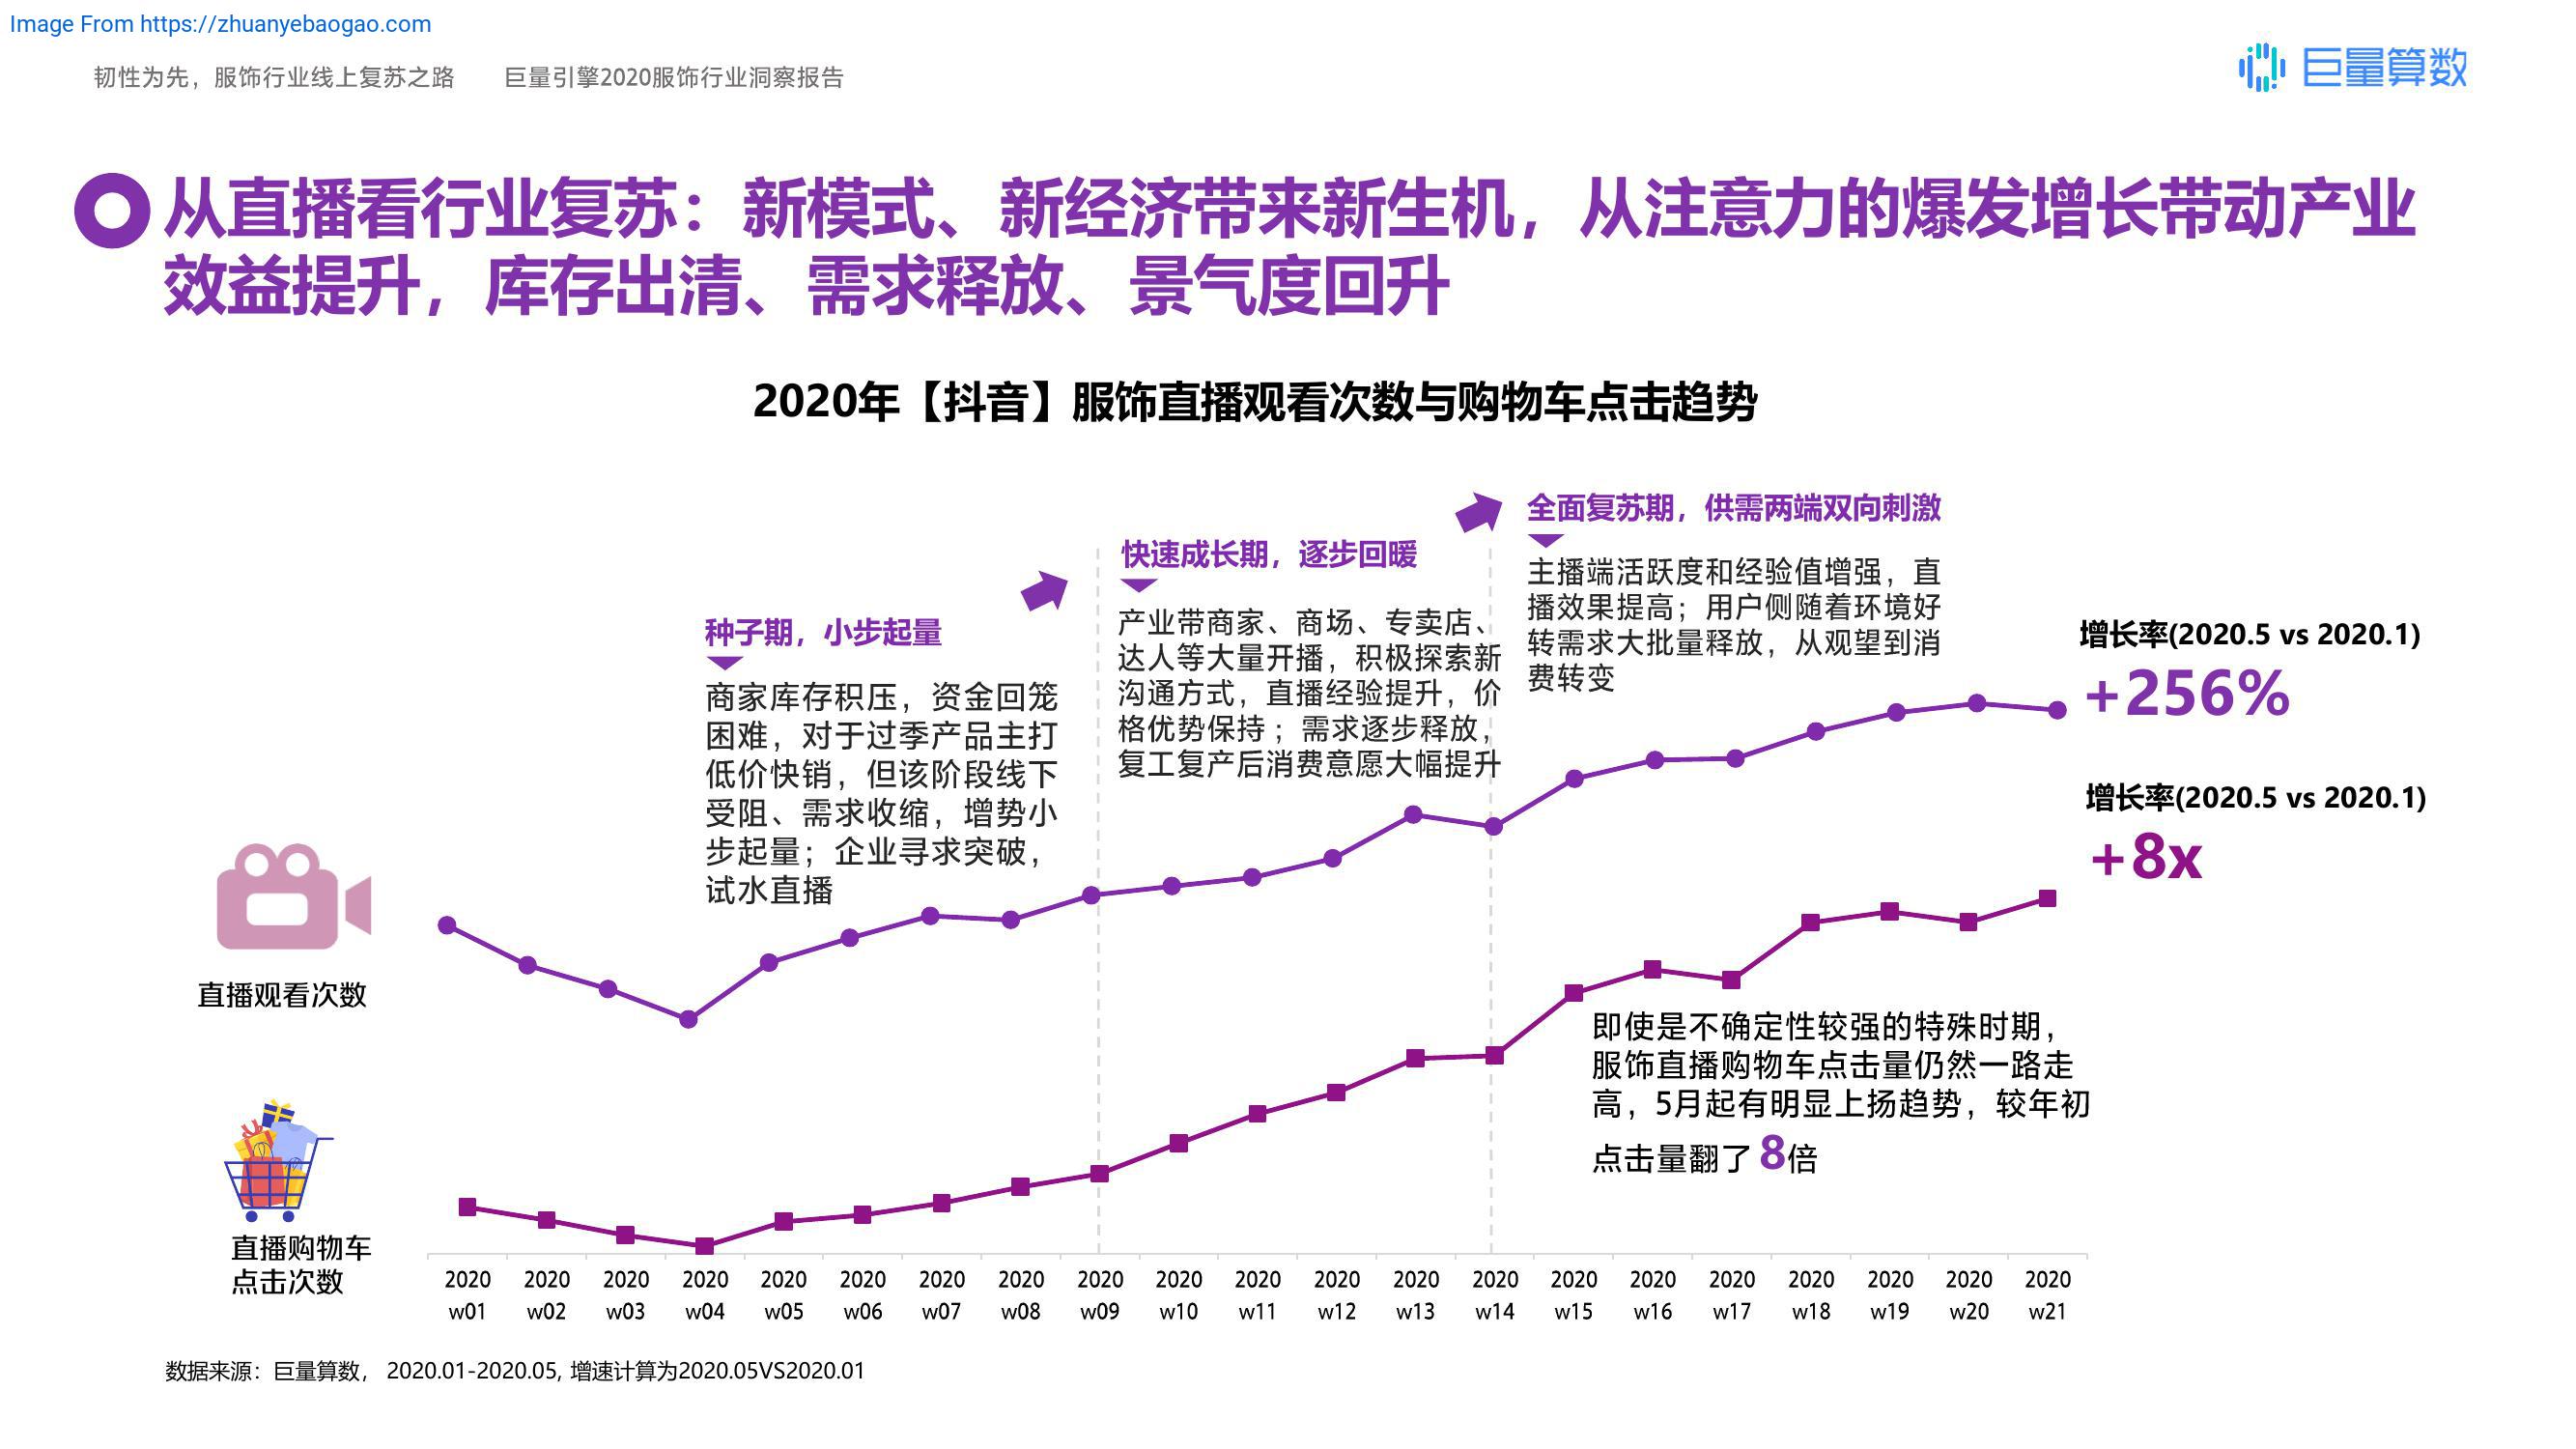 Image From https://zhuanyebaogao.com
韧性为先，服饰行业线上复苏之路 巨量引擎2020服饰行业洞察报告
巨量算数
从直播看行业复苏：新模式、新经济带来新生机，从注意力的爆发增长带动产业
效益提升，库存出清、需求释放、景气度回升
2020年【抖音】服饰直播观看次数与购物车点击趋势
种子期，小步起量
商家库存积压，资金回笼
困难，对于过季产品主打
低价快销，但该阶段线下
受阻、需求收缩，增势小
步起量；企业寻求突破，
试水直播
快速成长期，逐步回暖
产业带商家、商场、专卖店、
达人等大量开播，积极探索新
沟通方式，直播经验提升，价
格优势保持；需求逐步释放，
复工复产后消费意愿大幅提升
全面复苏期，供需两端双向刺激
主播端活跃度和经验值增强，直
播效果提高；用户侧随着环境好
转需求大批量释放，从观望到消
费转变
增长率(2020.5 vs 2020.1)
+256%
增长率(2020.5 vs 2020.1)
+8x
直播观看次数
即使是不确定性较强的特殊时期，
服饰直播购物车点击量仍然一路走
高，5月起有明显上扬趋势，较年初
点击量翻了8倍
直播购物车
点击次数
2020 2020 2020 2020 2020 2020 2020 2020 2020 2020 2020 2020 2020 2020 2020 2020 2020 2020 2020 2020 2020
w01 w02 w03 w04 w05 w06 w07 w08 w09 w10 w11 w12 w13 w14 w15 w16 w17 w18 w19 w20 w21
数据来源：巨量算数， 2020.01-2020.05, 增速计算为2020.05VS2020.01